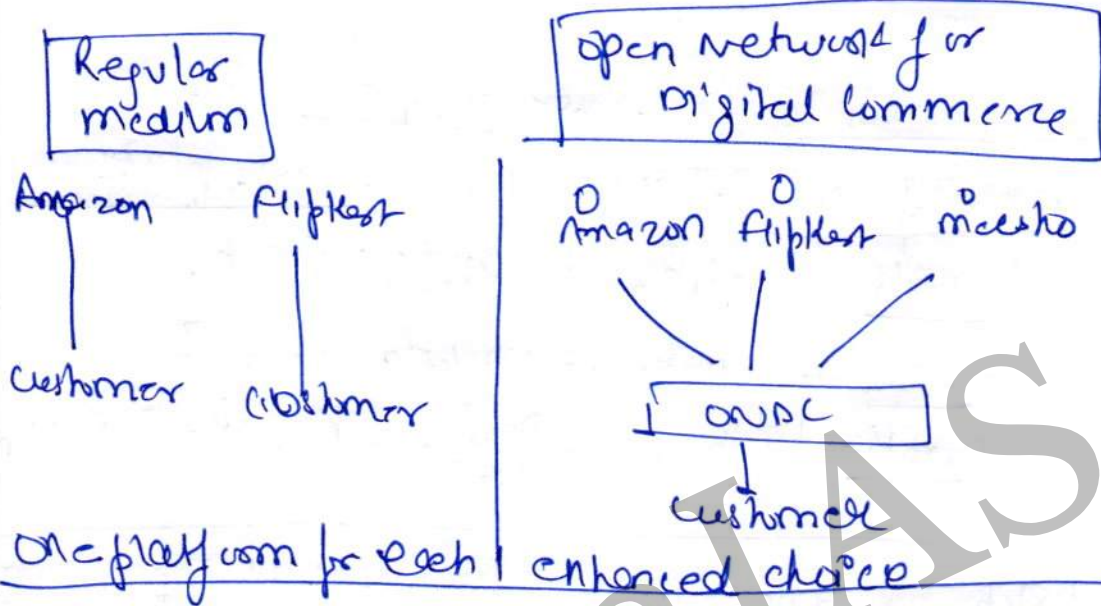 Regular
medium
Open Network for
Digital Commerce
Amazon Flipkart
Customer Customer
One platform for each
Amazon Flipkart Meesho
ONDC
Customer
enhanced choice
IAS